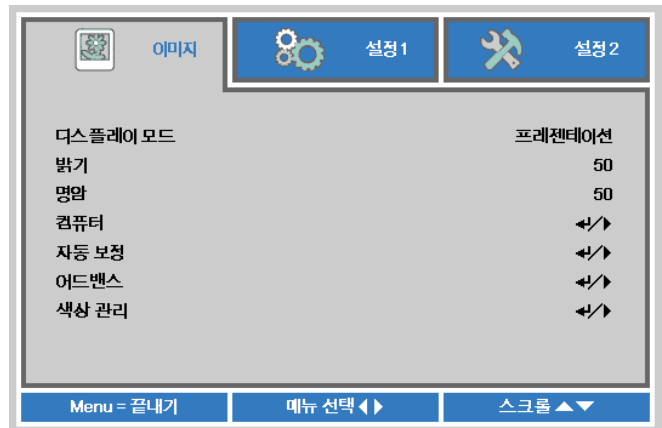 이미지 설정1 설정2
디스플레이 모드 프레젠테이션
밝기 50
명암 50
컴퓨터 ↵/▶
자동 보정 ↵/▶
어드밴스 ↵/▶
색상 관리 ↵/▶
Menu = 끝내기 메뉴 선택 ◀▶ 스크롤 ▲▼